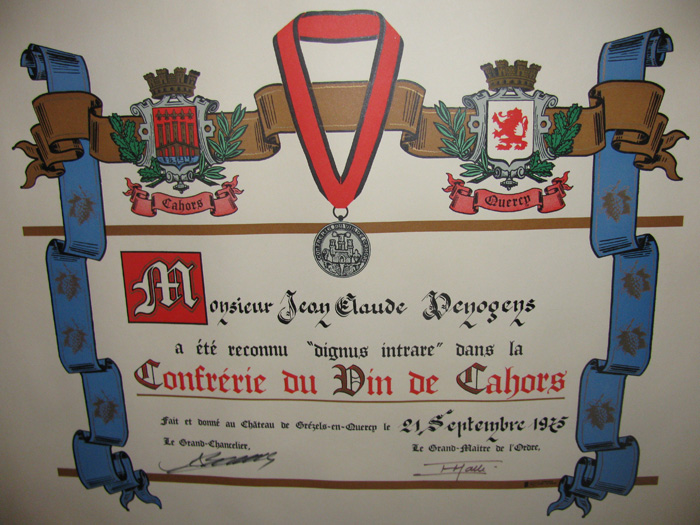 Cahors
Quercy
Monsieur Jean Claude
a été reconnu "dignus intrare" dans la
Confrérie du Vin de Cahors
Fait et donné au Château de Grézels-en-Quercy le 21 Septembre 1975
Le Grand-Chancelier,
Le Grand-Maître de l'Ordre,